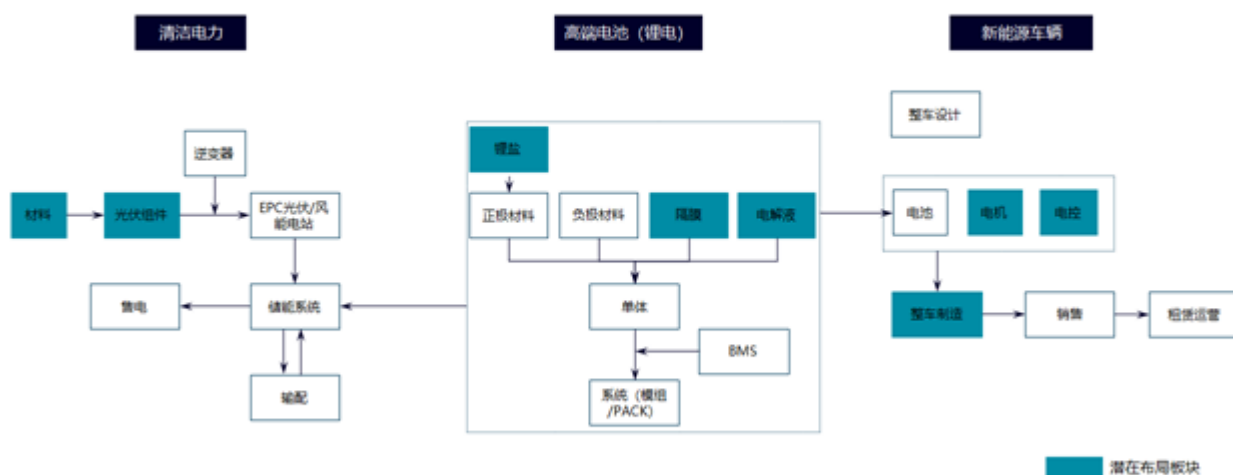 清洁电力
高端电池（锂电）
新能源车辆
整车设计
逆变器
锂盐
材料
光伏组件
EPC光伏/风
能电站
正极材料
负极材料
隔膜
电解液
电池
电机
电控
售电
储能系统
单体
整车制造
销售
租赁运营
BMS
输配
系统（模组
/PACK）
潜在布局板块